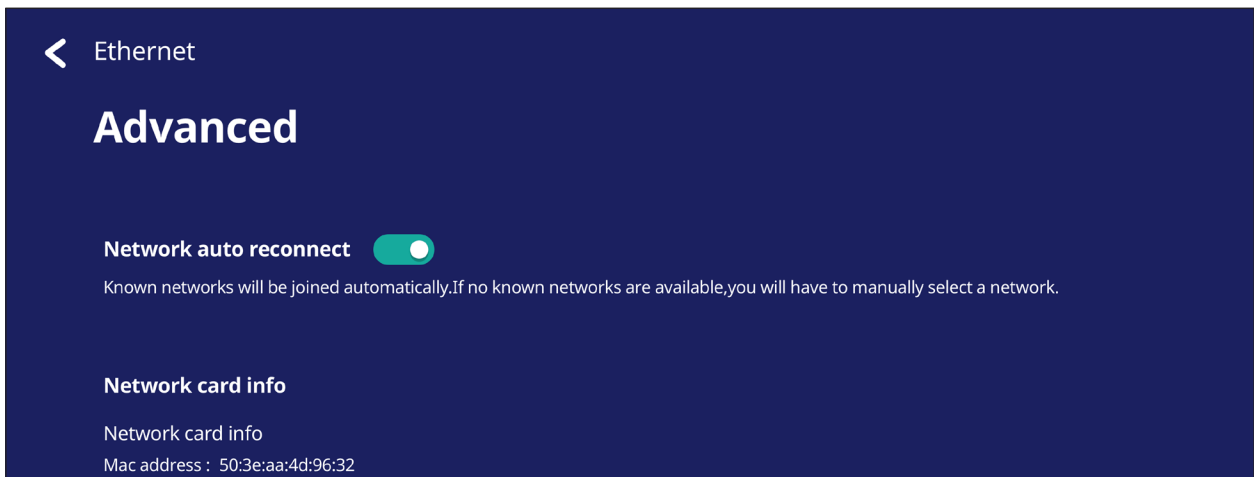 Ethernet
Advanced
Network auto reconnect
Known networks will be joined automatically.If no known networks are available,you will have to manually select a network.
Network card info
Network card info
Mac address :  50:3e:aa:4d:96:32